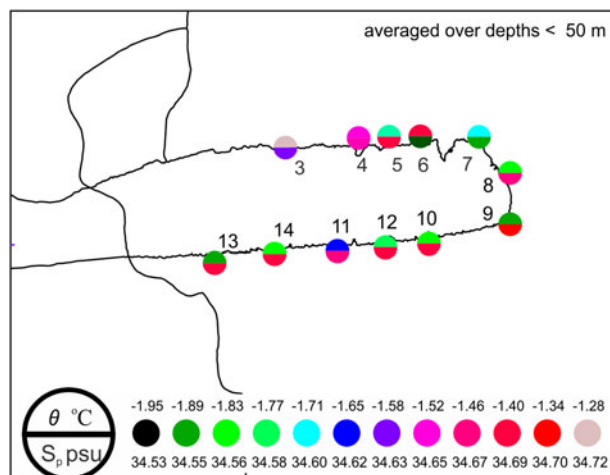 averaged over depths < 50 m
3
4
5
6
7
8
9
13
14
11
12
10
θ °C
Sₚ psu
-1.95 -1.89 -1.83 -1.77 -1.71 -1.65 -1.58 -1.52 -1.46 -1.40 -1.34 -1.28
34.53 34.55 34.56 34.58 34.60 34.62 34.63 34.65 34.67 34.69 34.70 34.72